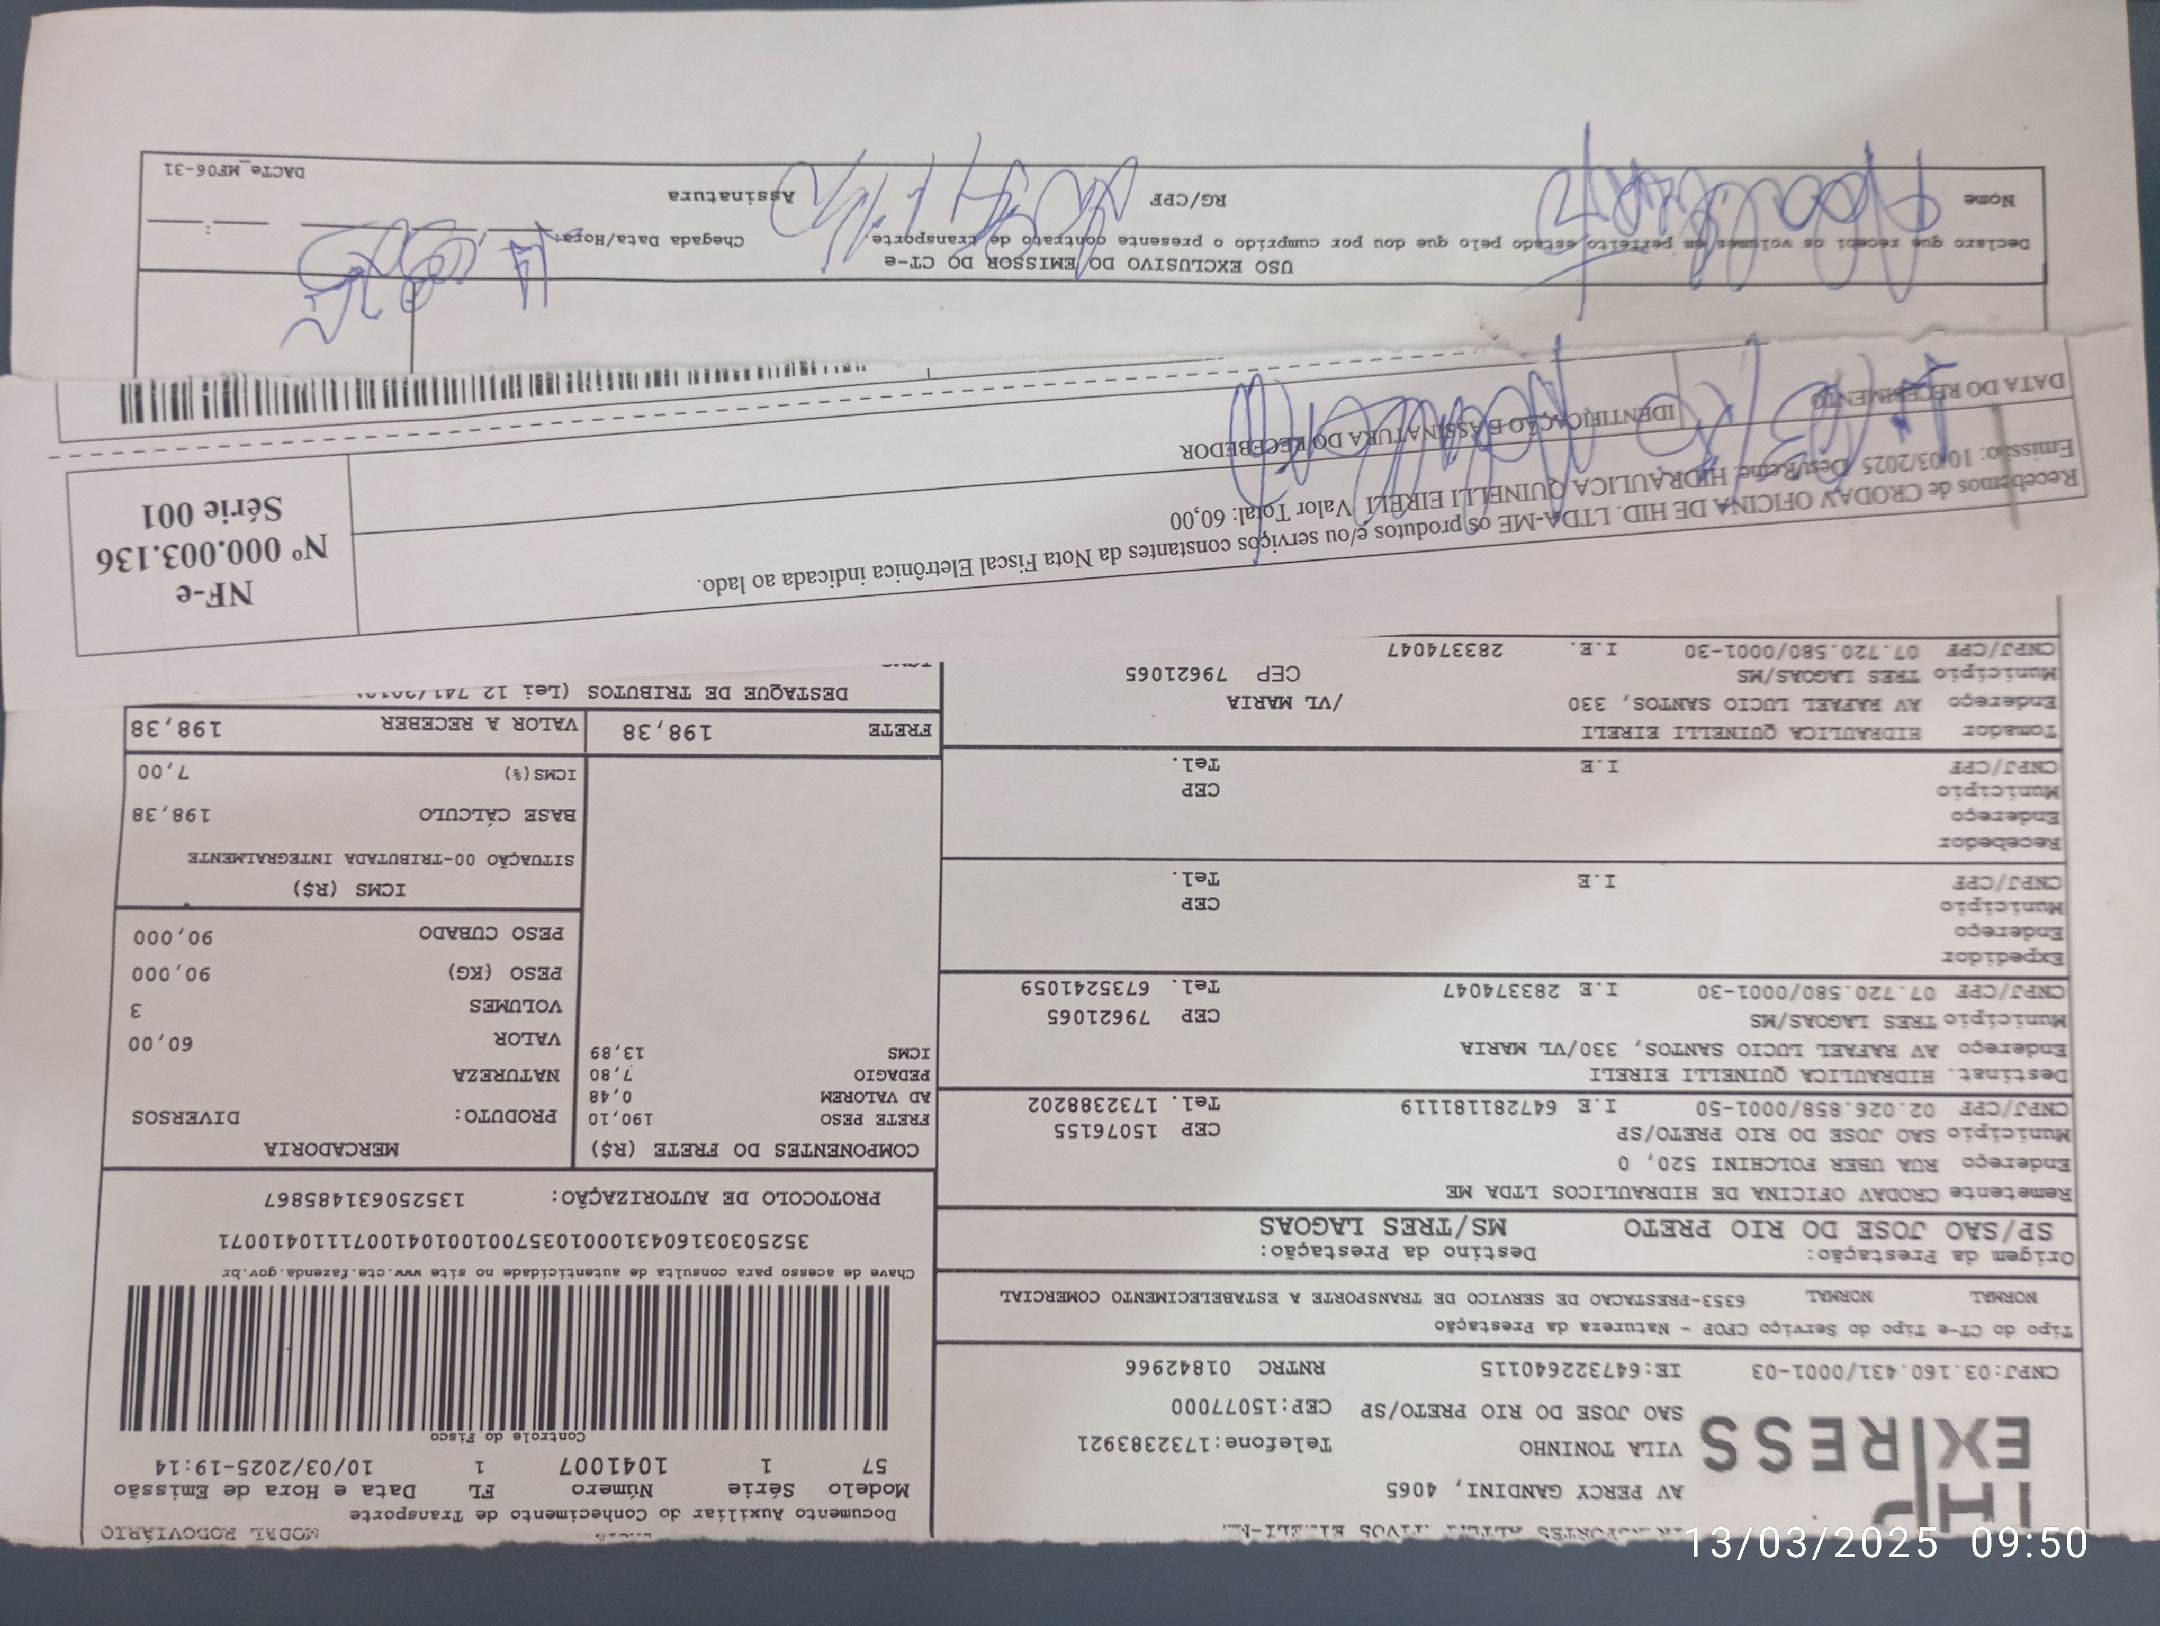 TRANSPORTES
MODAL RODOVIÁRIO
THP
EXPRESS
AV PERCY GANDINI, 4065
VILA TONINHO Telefone:1732383921
SAO JOSE DO RIO PRETO/SP CEP:15077000
CNPJ:03.160.431/0001-03 IE:647322640115 RNTRC 01842966
Documento Auxiliar do Conhecimento de Transporte
Modelo Série Número FL Data e Hora de Emissão
57 1 1041007 1 10/03/2025-19:14
Controle do Fisco
Chave de acesso para consulta de autenticidade no site www.cte.fazenda.gov.br
35250303160431000103570010010410071110410071
PROTOCOLO DE AUTORIZAÇÃO: 135250631485867
Tipo do CT-e Tipo do Serviço CFOP - Natureza da Prestação
NORMAL NORMAL 6353-PRESTACAO DE SERVICO DE TRANSPORTE A ESTABELECIMENTO COMERCIAL
Origem da Prestação: Destino da Prestação:
SP/SAO JOSE DO RIO PRETO MS/TRES LAGOAS
Remetente CRODAV OFICINA DE HIDRAULICOS LTDA ME
Endereço RUA UBER FOLCHINI 520, 0
Município SAO JOSE DO RIO PRETO/SP CEP 15076155
CNPJ/CPF 02.026.858/0001-50 I.E 647281181119 Tel. 1732388202
Destinat. HIDRAULICA QUINELLI EIRELI
Endereço AV RAFAEL LUCIO SANTOS, 330/VL MARIA
Município TRES LAGOAS/MS CEP 79621065
CNPJ/CPF 07.720.580/0001-30 I.E 283374047 Tel. 6735241059
Expedidor
Endereço
Município CEP
CNPJ/CPF I.E Tel.
Recebedor
Endereço
Município CEP
CNPJ/CPF I.E Tel.
Tomador HIDRAULICA QUINELLI EIRELI
Endereço AV RAFAEL LUCIO SANTOS, 330 /VL MARIA
Município TRES LAGOAS/MS CEP 79621065
CNPJ/CPF 07.720.580/0001-30 I.E. 283374047
COMPONENTES DO FRETE (R$)
FRETE PESO 190,10
AD VALOREM 0,48
PEDAGIO 7,80
ICMS 13,89
MERCADORIA
PRODUTO: DIVERSOS
NATUREZA
VALOR 60,00
VOLUMES 3
PESO (KG) 90,000
PESO CUBADO 90,000
ICMS (R$)
SITUAÇÃO 00-TRIBUTADA INTEGRALMENTE
BASE CÁLCULO 198,38
ICMS(%) 7,00
FRETE 198,38 VALOR A RECEBER 198,38
DESTAQUE DE TRIBUTOS (Lei 12 741/2012)
Recebemos de CRODAV OFICINA DE HID. LTDA-ME os produtos e/ou serviços constantes da Nota Fiscal Eletrônica indicada ao lado.
Emissão: 10/03/2025 Dest/Reme: HIDRAULICA QUINELLI EIRELI Valor Total: 60,00
DATA DO RECEBIMENTO IDENTIFICAÇÃO E ASSINATURA DO RECEBEDOR
NF-e
Nº 000.003.136
Série 001
USO EXCLUSIVO DO EMISSOR DO CT-e
Declaro que recebi os volumes em perfeito estado pelo que dou por cumprido o presente contrato de transporte.
Chegada Data/Hora: / / :
Nome RG/CPF Assinatura
DACTe_MF06-31
13/03/2025 09:50